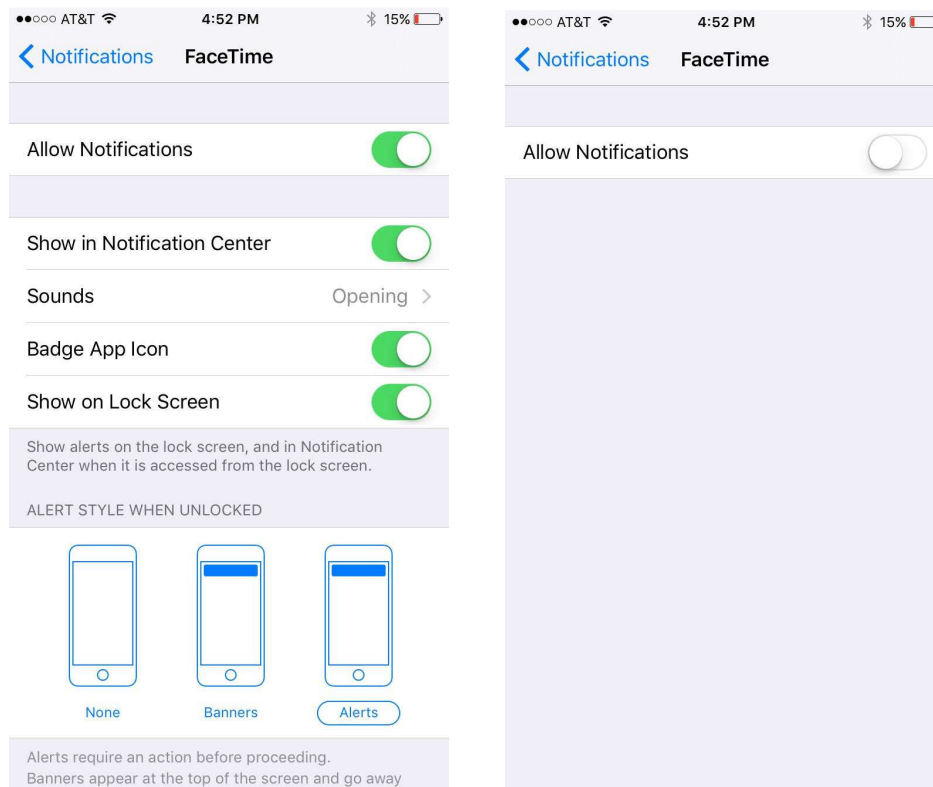 AT&T 4:52 PM 15%
Notifications FaceTime
Allow Notifications
Show in Notification Center
Sounds Opening
Badge App Icon
Show on Lock Screen
Show alerts on the lock screen, and in Notification
Center when it is accessed from the lock screen.
ALERT STYLE WHEN UNLOCKED
None Banners Alerts
Alerts require an action before proceeding.
Banners appear at the top of the screen and go away
AT&T 4:52 PM 15%
Notifications FaceTime
Allow Notifications